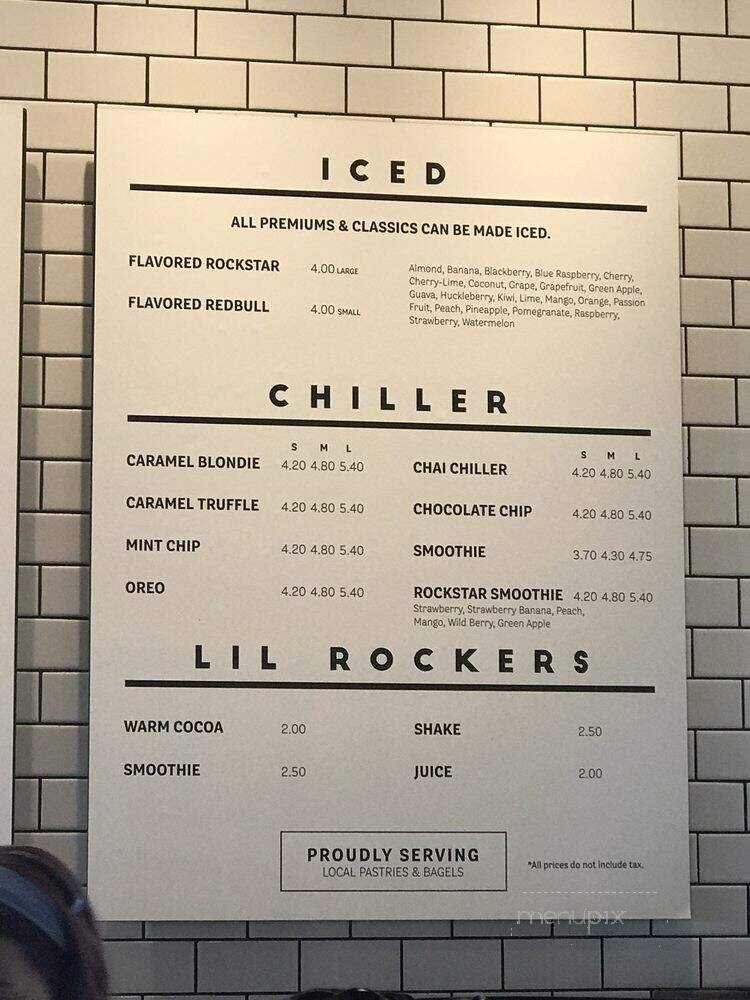 ICED
ALL PREMIUMS & CLASSICS CAN BE MADE ICED.
FLAVORED ROCKSTAR 4.00 LARGE
FLAVORED REDBULL 4.00 SMALL
Almond, Banana, Blackberry, Blue Raspberry, Cherry,
Cherry-Lime, Coconut, Grape, Grapefruit, Green Apple,
Guava, Huckleberry, Kiwi, Lime, Mango, Orange, Passion
Fruit, Peach, Pineapple, Pomegranate, Raspberry,
Strawberry, Watermelon
CHILLER
S M L
CARAMEL BLONDIE 4.20 4.80 5.40
CARAMEL TRUFFLE 4.20 4.80 5.40
MINT CHIP 4.20 4.80 5.40
OREO 4.20 4.80 5.40
S M L
CHAI CHILLER 4.20 4.80 5.40
CHOCOLATE CHIP 4.20 4.80 5.40
SMOOTHIE 3.70 4.30 4.75
ROCKSTAR SMOOTHIE 4.20 4.80 5.40
Strawberry, Strawberry Banana, Peach,
Mango, Wild Berry, Green Apple
LIL ROCKERS
WARM COCOA 2.00
SMOOTHIE 2.50
SHAKE 2.50
JUICE 2.00
PROUDLY SERVING
LOCAL PASTRIES & BAGELS
*All prices do not include tax.
menupix